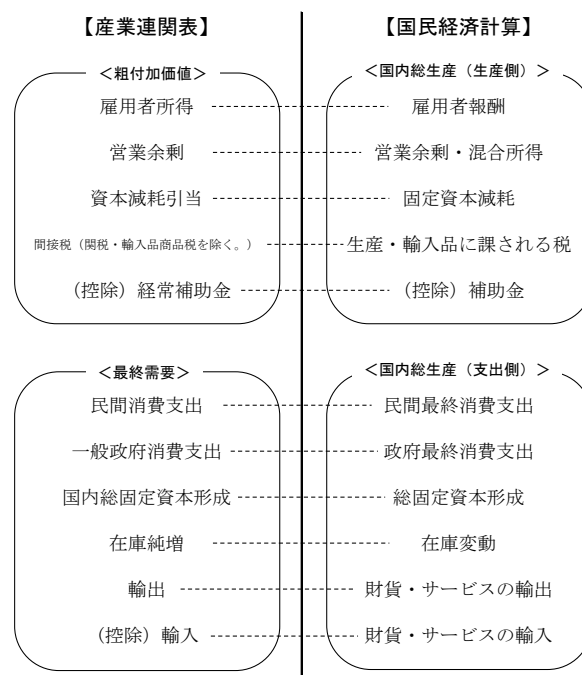 【産業連関表】 【国民経済計算】
＜粗付加価値＞ ＜国内総生産（生産側）＞
雇用者所得 雇用者報酬
営業余剰 営業余剰・混合所得
資本減耗引当 固定資本減耗
間接税（関税・輸入品商品税を除く。） 生産・輸入品に課される税
（控除）経常補助金 （控除）補助金
＜最終需要＞ ＜国内総生産（支出側）＞
民間消費支出 民間最終消費支出
一般政府消費支出 政府最終消費支出
国内総固定資本形成 総固定資本形成
在庫純増 在庫変動
輸出 財貨・サービスの輸出
（控除）輸入 財貨・サービスの輸入